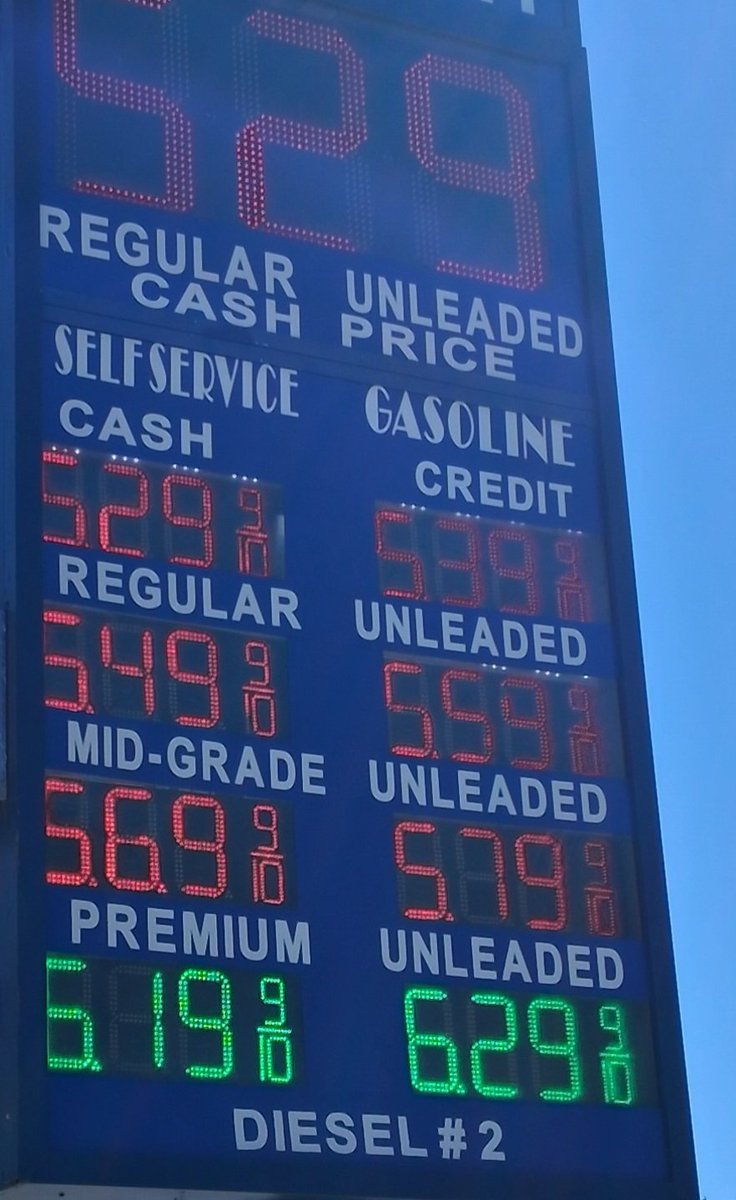 529
REGULAR UNLEADED
CASH PRICE
SELF SERVICE GASOLINE
CASH CREDIT
5.29 9/10 5.39 9/10
REGULAR UNLEADED
5.49 9/10 5.59 9/10
MID-GRADE UNLEADED
5.69 9/10 5.79 9/10
PREMIUM UNLEADED
6.19 9/10 6.29 9/10
DIESEL #2